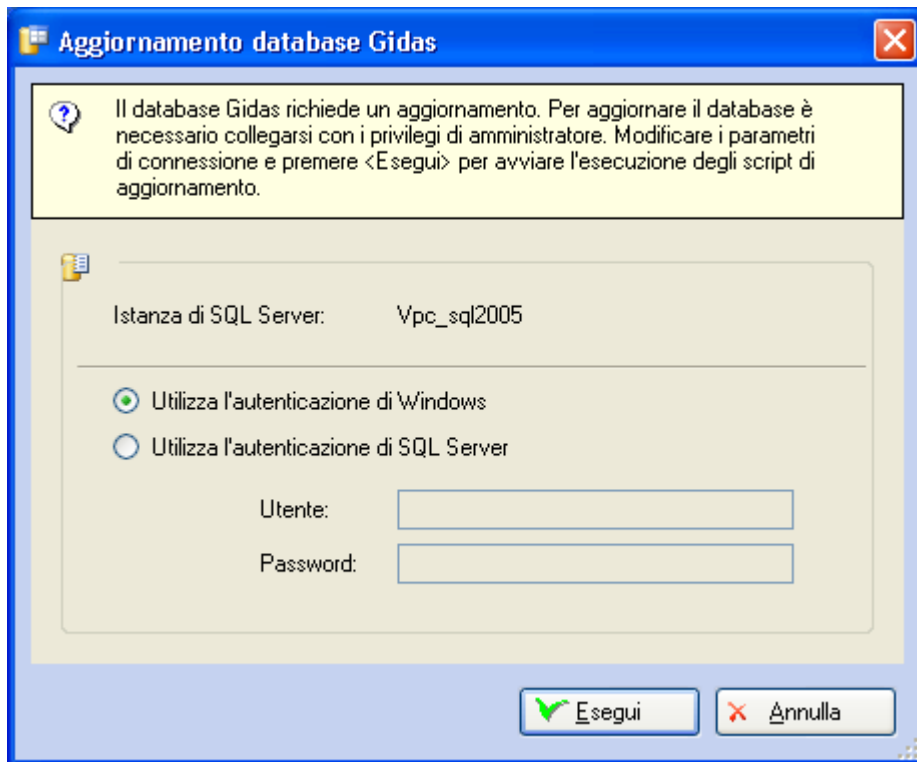 Aggiornamento database Gidas
Il database Gidas richiede un aggiornamento. Per aggiornare il database è
necessario collegarsi con i privilegi di amministratore. Modificare i parametri
di connessione e premere <Esegui> per avviare l'esecuzione degli script di
aggiornamento.
Istanza di SQL Server: Vpc_sql2005
Utilizza l'autenticazione di Windows
Utilizza l'autenticazione di SQL Server
Utente:
Password:
Esegui Annulla